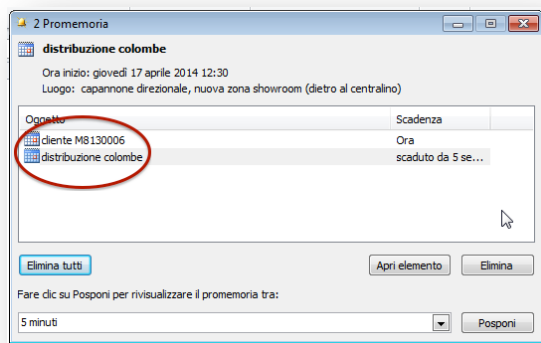 2 Promemoria
distribuzione colombe
Ora inizio: giovedì 17 aprile 2014 12:30
Luogo: capannone direzionale, nuova zona showroom (dietro al centralino)
Oggetto Scadenza
cliente M8130006 Ora
distribuzione colombe scaduto da 5 se...
Elimina tutti Apri elemento Elimina
Fare clic su Posponi per rivisualizzare il promemoria tra:
5 minuti Posponi